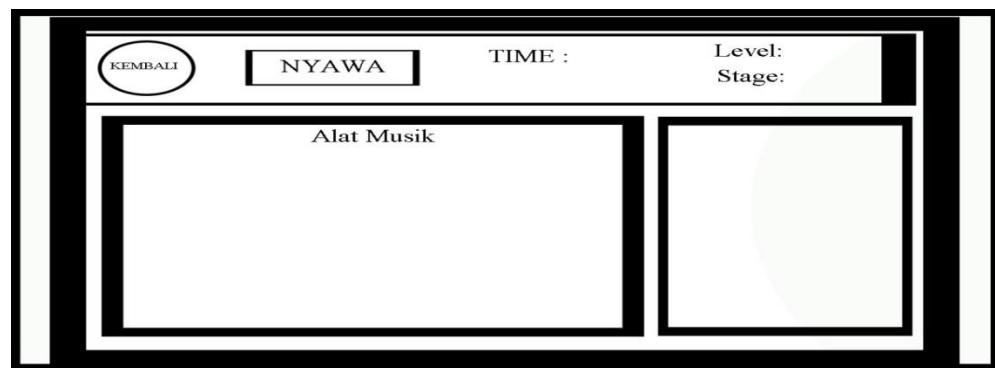 KEMBALI
NYAWA
TIME :
Level:
Stage:
Alat Musik